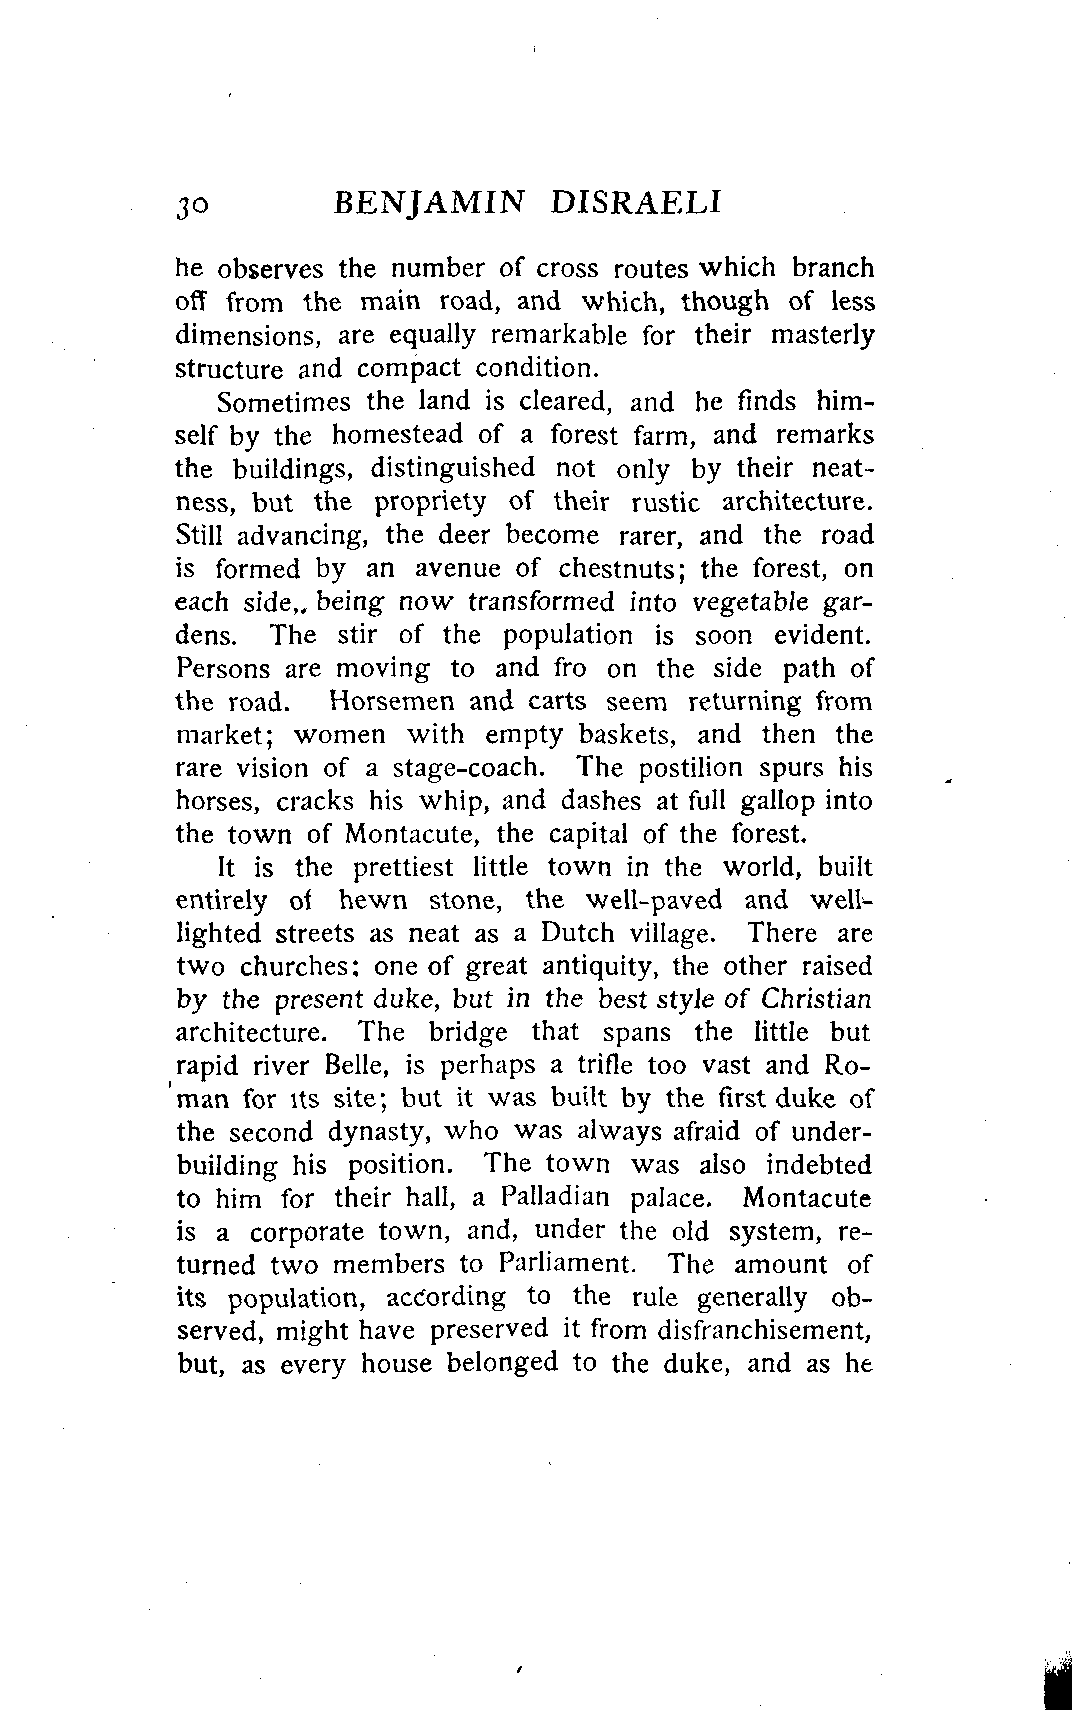 30 BENJAMIN DISRAELI
he observes the number of cross routes which branch
off from the main road, and which, though of less
dimensions, are equally remarkable for their masterly
structure and compact condition.
Sometimes the land is cleared, and he finds him-
self by the homestead of a forest farm, and remarks
the buildings, distinguished not only by their neat-
ness, but the propriety of their rustic architecture.
Still advancing, the deer become rarer, and the road
is formed by an avenue of chestnuts; the forest, on
each side,, being now transformed into vegetable gar-
dens. The stir of the population is soon evident.
Persons are moving to and fro on the side path of
the road. Horsemen and carts seem returning from
market; women with empty baskets, and then the
rare vision of a stage-coach. The postilion spurs his
horses, cracks his whip, and dashes at full gallop into
the town of Montacute, the capital of the forest.
It is the prettiest little town in the world, built
entirely of hewn stone, the well-paved and well-
lighted streets as neat as a Dutch village. There are
two churches: one of great antiquity, the other raised
by the present duke, but in the best style of Christian
architecture. The bridge that spans the little but
rapid river Belle, is perhaps a trifle too vast and Ro-
man for its site; but it was built by the first duke of
the second dynasty, who was always afraid of under-
building his position. The town was also indebted
to him for their hall, a Palladian palace. Montacute
is a corporate town, and, under the old system, re-
turned two members to Parliament. The amount of
its population, according to the rule generally ob-
served, might have preserved it from disfranchisement,
but, as every house belonged to the duke, and as he